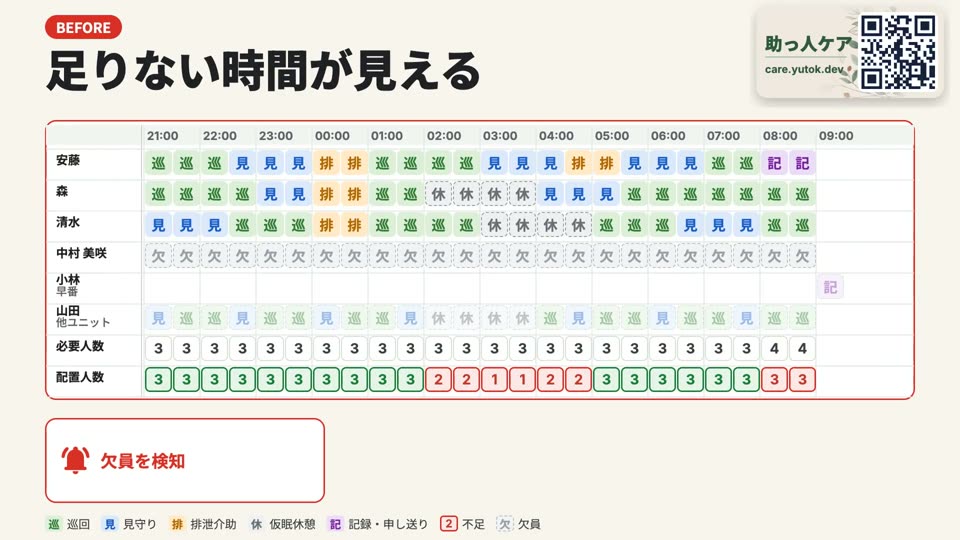 BEFORE
足りない時間が見える
助っ人ケア
care.yutok.dev
21:00 22:00 23:00 00:00 01:00 02:00 03:00 04:00 05:00 06:00 07:00 08:00 09:00
安藤 巡 巡 巡 見 見 見 排 排 巡 巡 巡 巡 見 見 見 排 排 見 見 見 巡 巡 記 記
森 巡 巡 巡 巡 見 見 排 排 巡 巡 休 休 休 休 見 見 見 巡 巡 巡 巡 巡 巡 巡
清水 見 見 見 巡 巡 巡 排 排 巡 巡 巡 巡 休 休 休 休 巡 巡 巡 見 見 見 巡 巡
中村 美咲 欠 欠 欠 欠 欠 欠 欠 欠 欠 欠 欠 欠 欠 欠 欠 欠 欠 欠 欠 欠 欠 欠 欠 欠
小林
早番 記
山田
他ユニット 見 巡 巡 見 巡 巡 見 巡 巡 見 休 休 休 休 巡 見 巡 巡 見 巡 巡 見 巡 巡
必要人数 3 3 3 3 3 3 3 3 3 3 3 3 3 3 3 3 3 3 3 3 3 3 4 4
配置人数 3 3 3 3 3 3 3 3 3 3 2 2 1 1 2 2 3 3 3 3 3 3 3 3
欠員を検知
巡 巡回 見 見守り 排 排泄介助 休 仮眠休憩 記 記録・申し送り 2 不足 欠 欠員